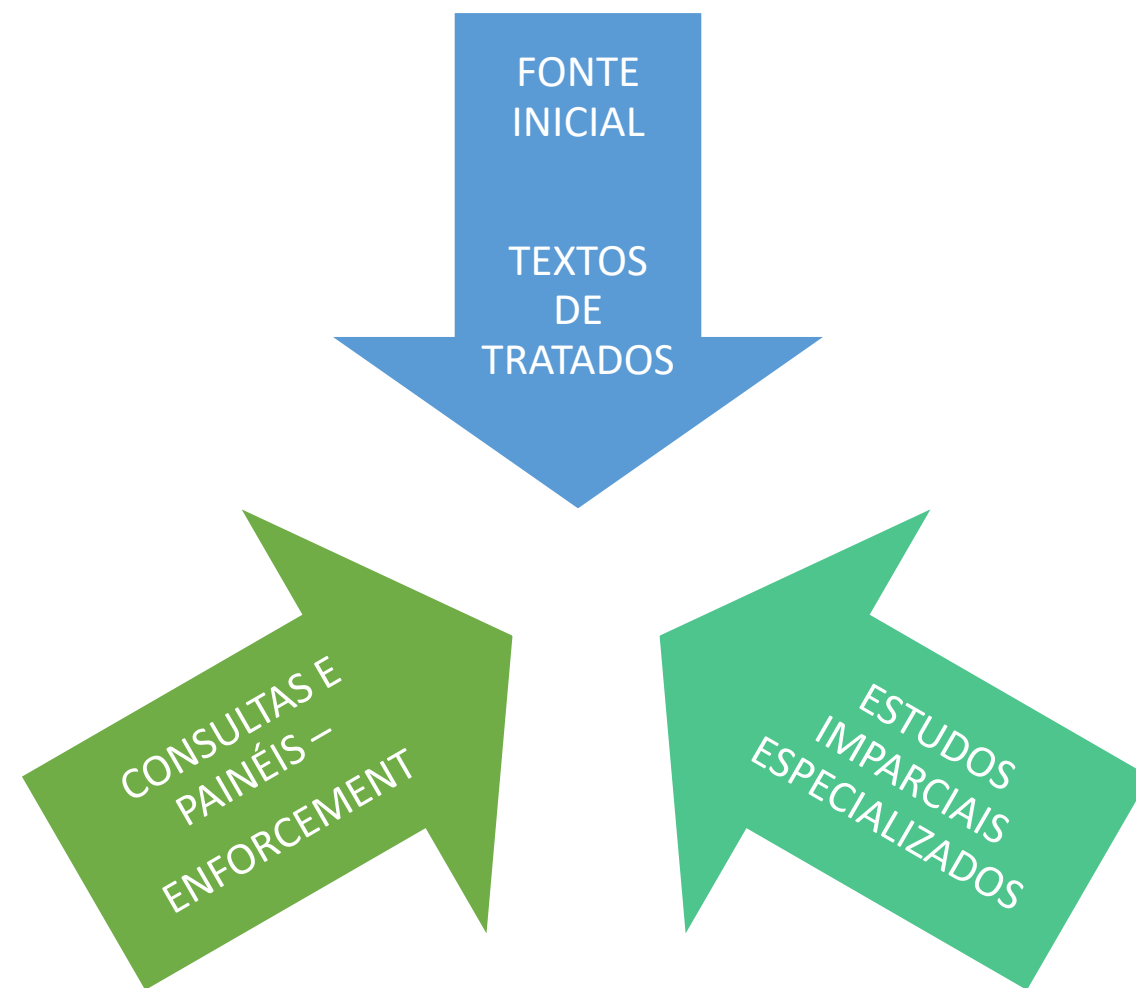 FONTE
INICIAL
TEXTOS
DE
TRATADOS
CONSULTAS E
PAINÉIS –
ENFORCEMENT
ESTUDOS
IMPARCIAIS
ESPECIALIZADOS